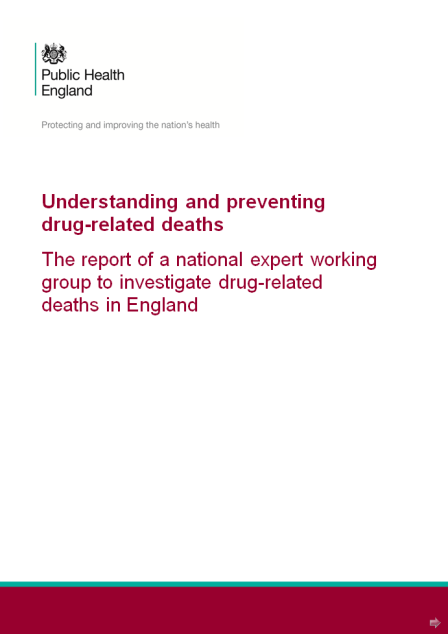 Public Health
England
Protecting and improving the nation's health
Understanding and preventing
drug-related deaths
The report of a national expert working
group to investigate drug-related
deaths in England